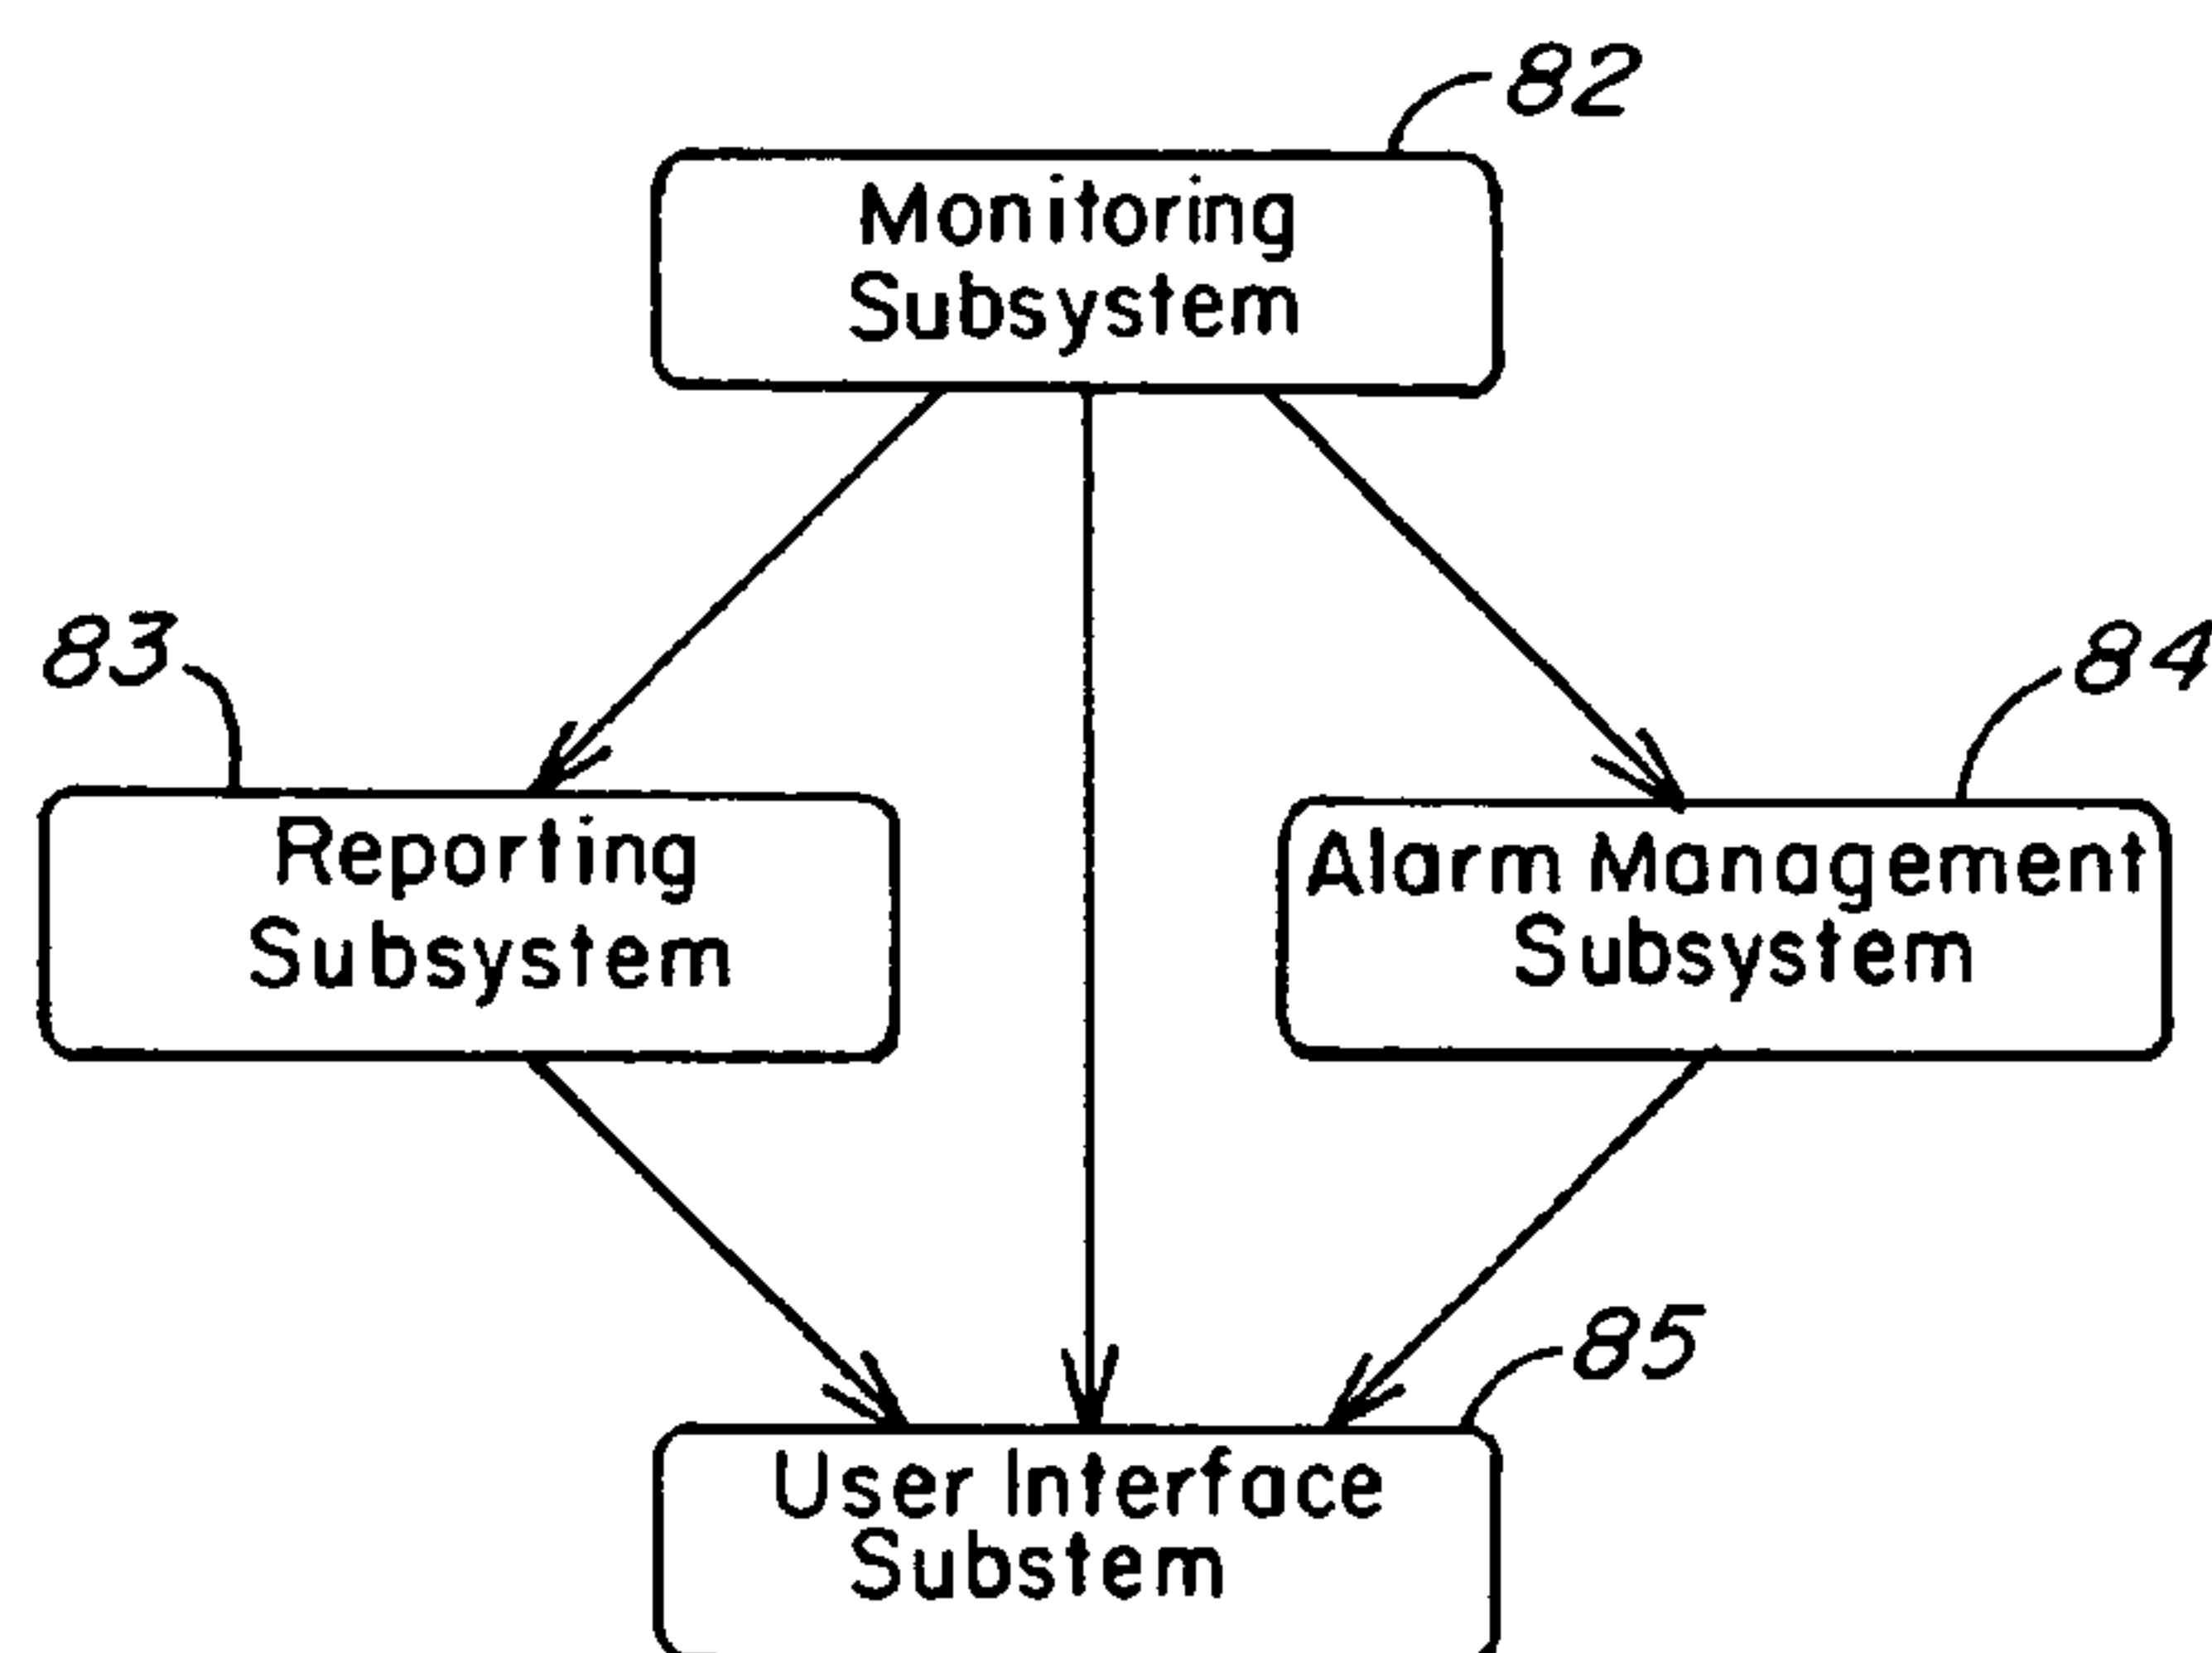 82
Monitoring
Subsystem
83
84
Reporting
Subsystem
Alarm Management
Subsystem
85
User Interface
Substem